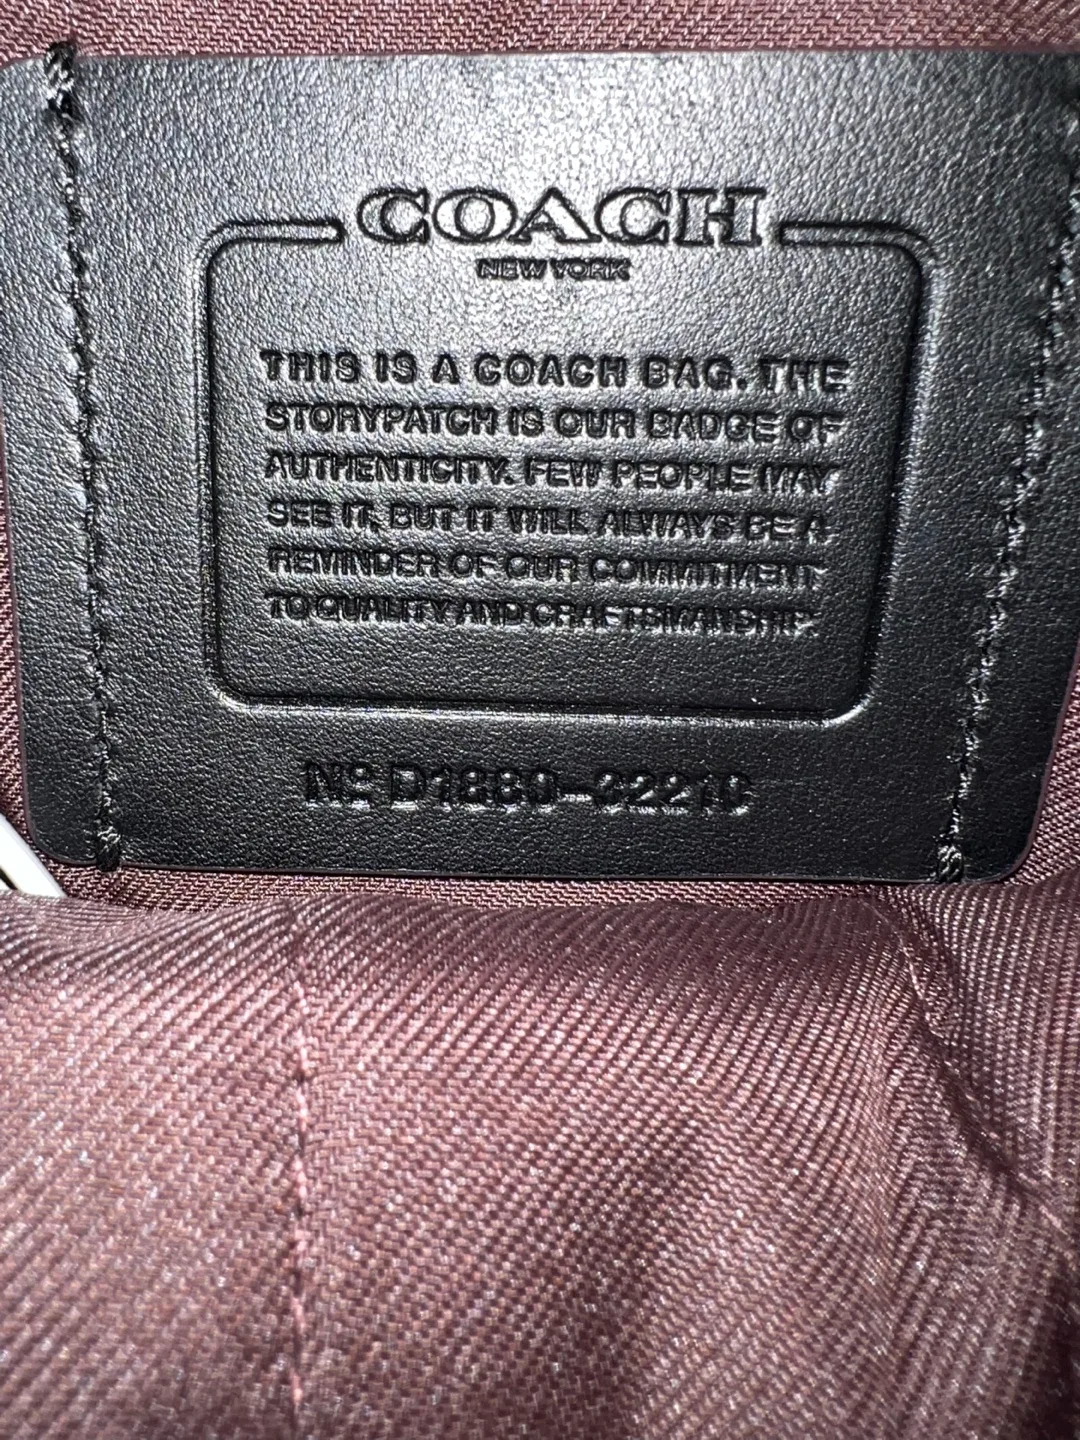 COACH
NEW YORK
THIS IS A COACH BAG. THE
STORYPATCH IS OUR BADGE OF
AUTHENTICITY. FEW PEOPLE MAY
SEE IT, BUT IT WILL ALWAYS BE A
REMINDER OF OUR COMMITMENT
TO QUALITY AND CRAFTSMANSHIP.
Nº